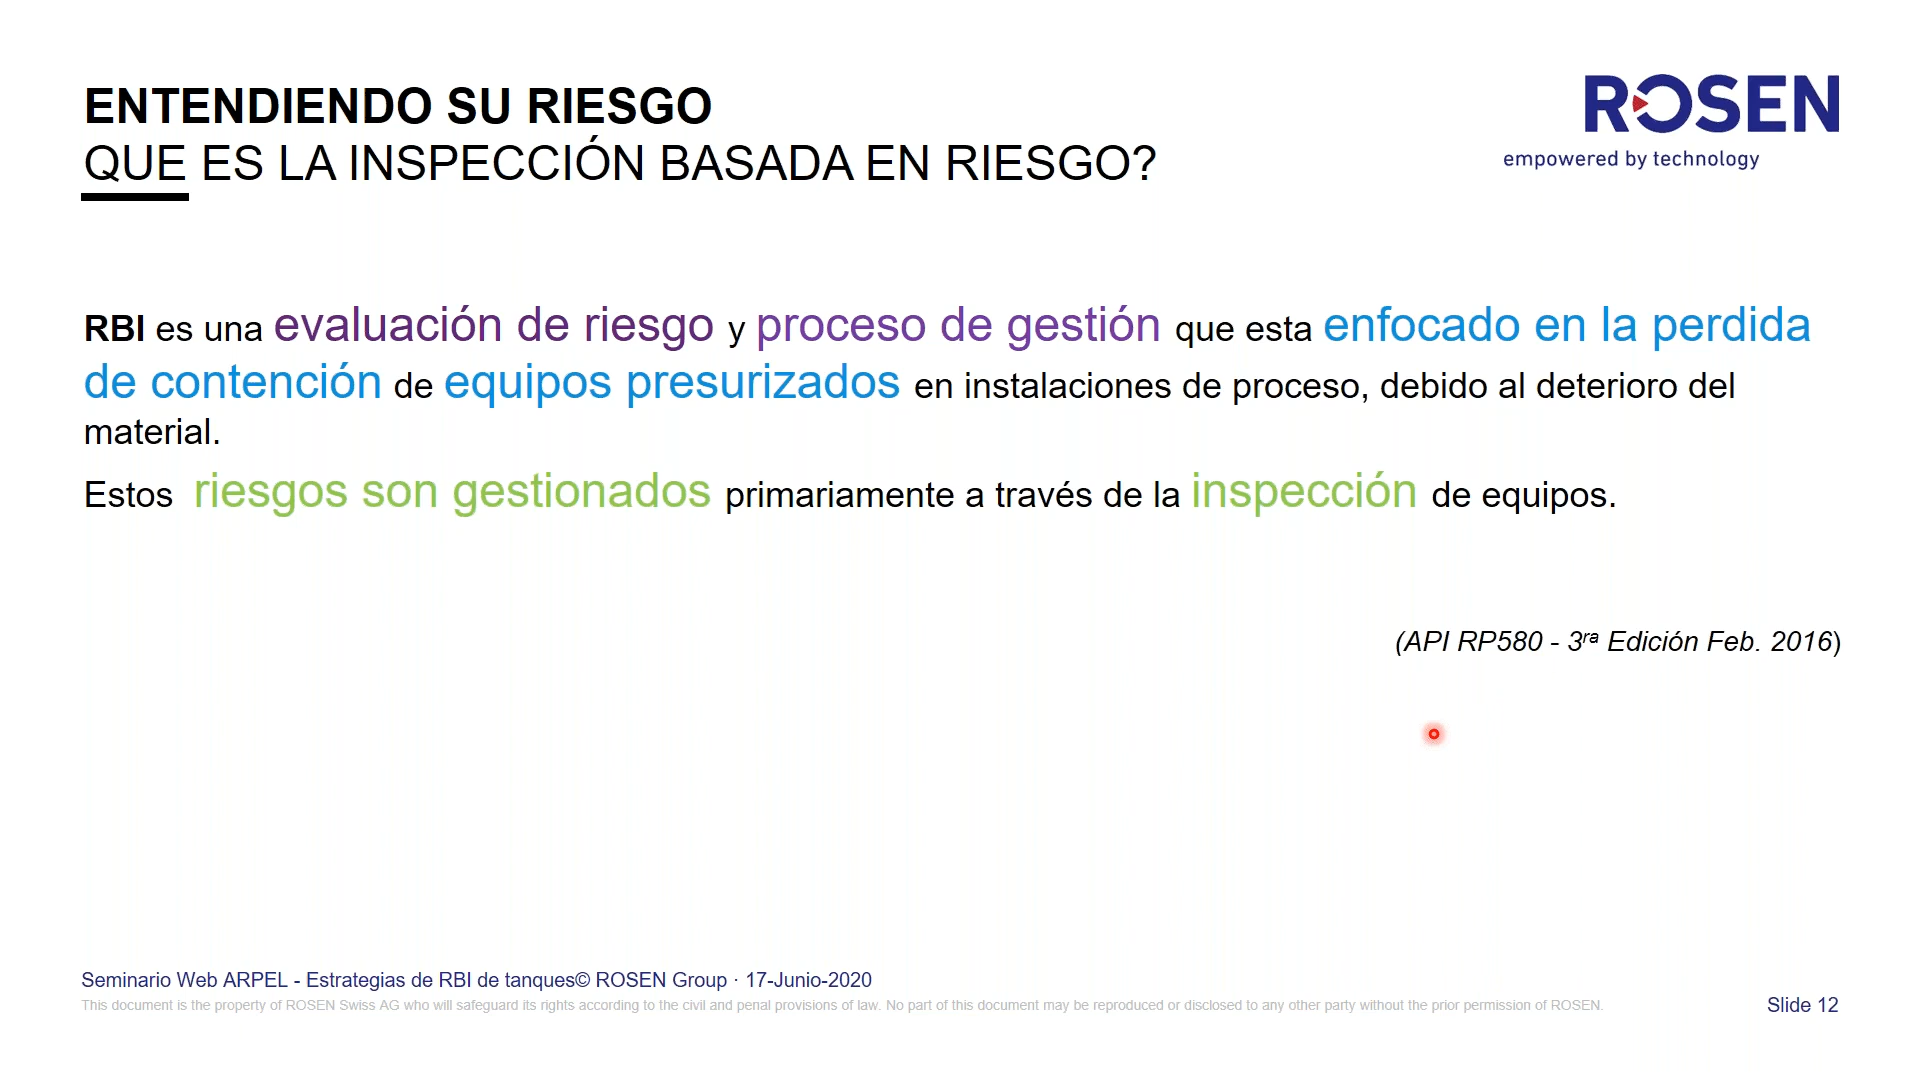 ENTENDIENDO SU RIESGO
QUE ES LA INSPECCIÓN BASADA EN RIESGO?
ROSEN
empowered by technology
RBI es una evaluación de riesgo y proceso de gestión que esta enfocado en la perdida
de contención de equipos presurizados en instalaciones de proceso, debido al deterioro del
material.
Estos riesgos son gestionados primariamente a través de la inspección de equipos.
(API RP580 - 3ra Edición Feb. 2016)
Seminario Web ARPEL - Estrategias de RBI de tanques© ROSEN Group · 17-Junio-2020
This document is the property of ROSEN Swiss AG who will safeguard its rights according to the civil and penal provisions of law. No part of this document may be reproduced or disclosed to any other party without the prior permission of ROSEN.
Slide 12